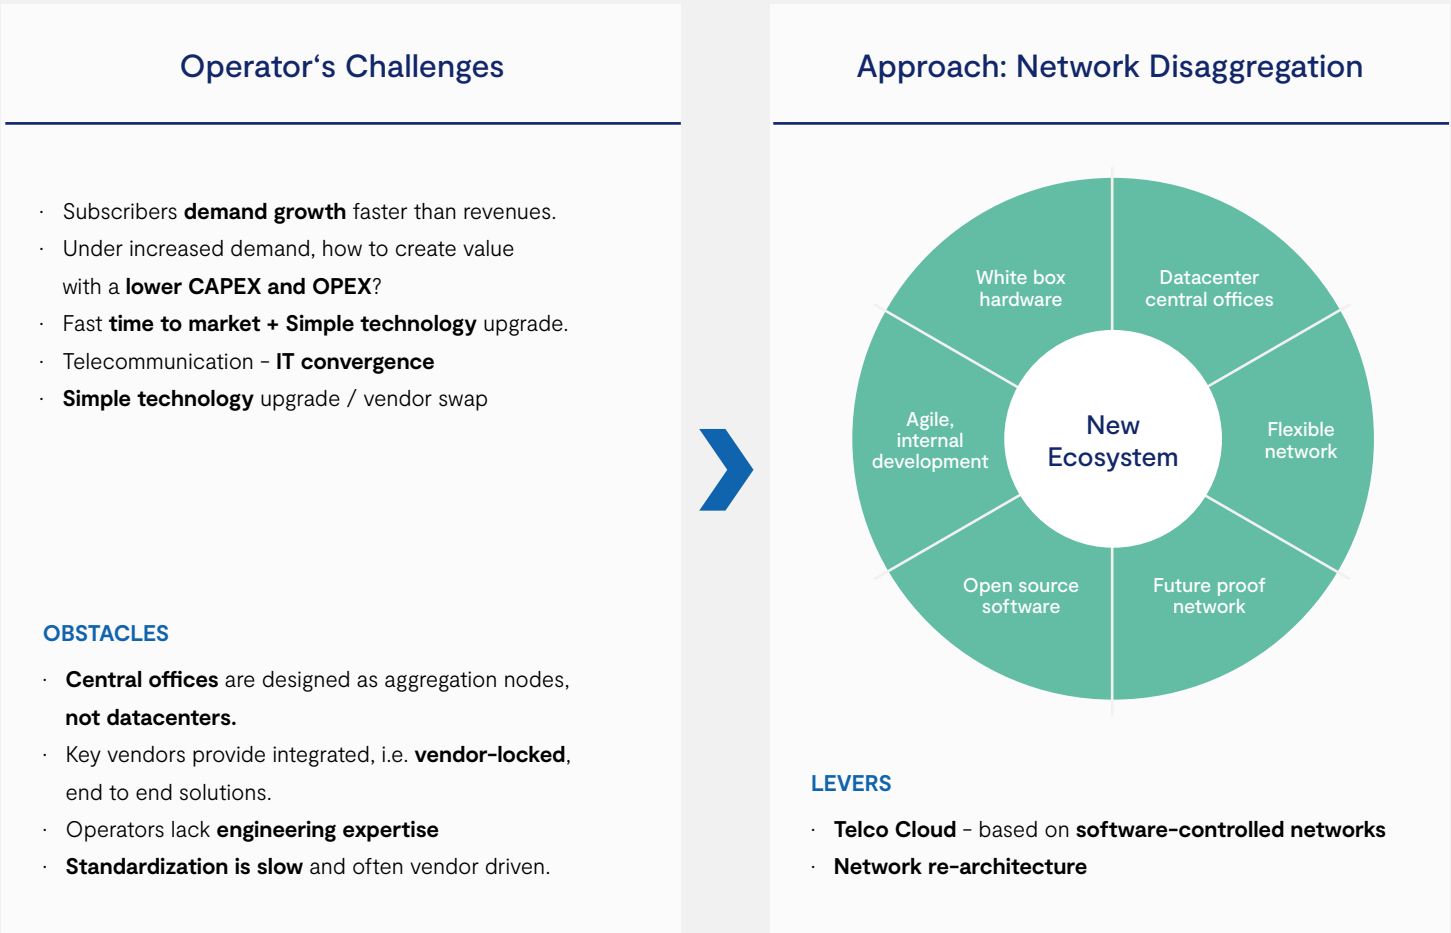 Operator‘s Challenges
· Subscribers demand growth faster than revenues.
· Under increased demand, how to create value
with a lower CAPEX and OPEX?
· Fast time to market + Simple technology upgrade.
· Telecommunication - IT convergence
· Simple technology upgrade / vendor swap
OBSTACLES
· Central offices are designed as aggregation nodes,
not datacenters.
· Key vendors provide integrated, i.e. vendor-locked,
end to end solutions.
· Operators lack engineering expertise
· Standardization is slow and often vendor driven.
Approach: Network Disaggregation
White box
hardware
Datacenter
central offices
Agile,
internal
development
New
Ecosystem
Flexible
network
Open source
software
Future proof
network
LEVERS
· Telco Cloud - based on software-controlled networks
· Network re-architecture